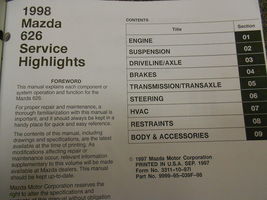 1998
Mazda
626
Service
Highlights
FOREWORD
This manual explains each component or
system operation and function for the
Mazda 626.
For proper repair and maintenance, a
thorough familiarization with this manual is
important, and it should always be kept in a
handy place for quick and easy reference.
The contents of this manual, including
drawings and specifications, are the latest
available at the time of printing. As
modifications affecting repair or
maintenance occur, relevant information
supplementary to this volume will be made
available at Mazda dealers. This manual
should be kept up-to-date.
Mazda Motor Corporation reserves the
right to alter the specifications and
CONTENTS
Title Section
ENGINE 01
SUSPENSION 02
DRIVELINE/AXLE 03
BRAKES 04
TRANSMISSION/TRANSAXLE 05
STEERING 06
HVAC 07
RESTRAINTS 08
BODY & ACCESSORIES 09
© 1997 Mazda Motor Corporation
PRINTED IN U.S.A. SEP. 1997
Form No. 3311-10-97I
Part No. 9999-95-039F-98